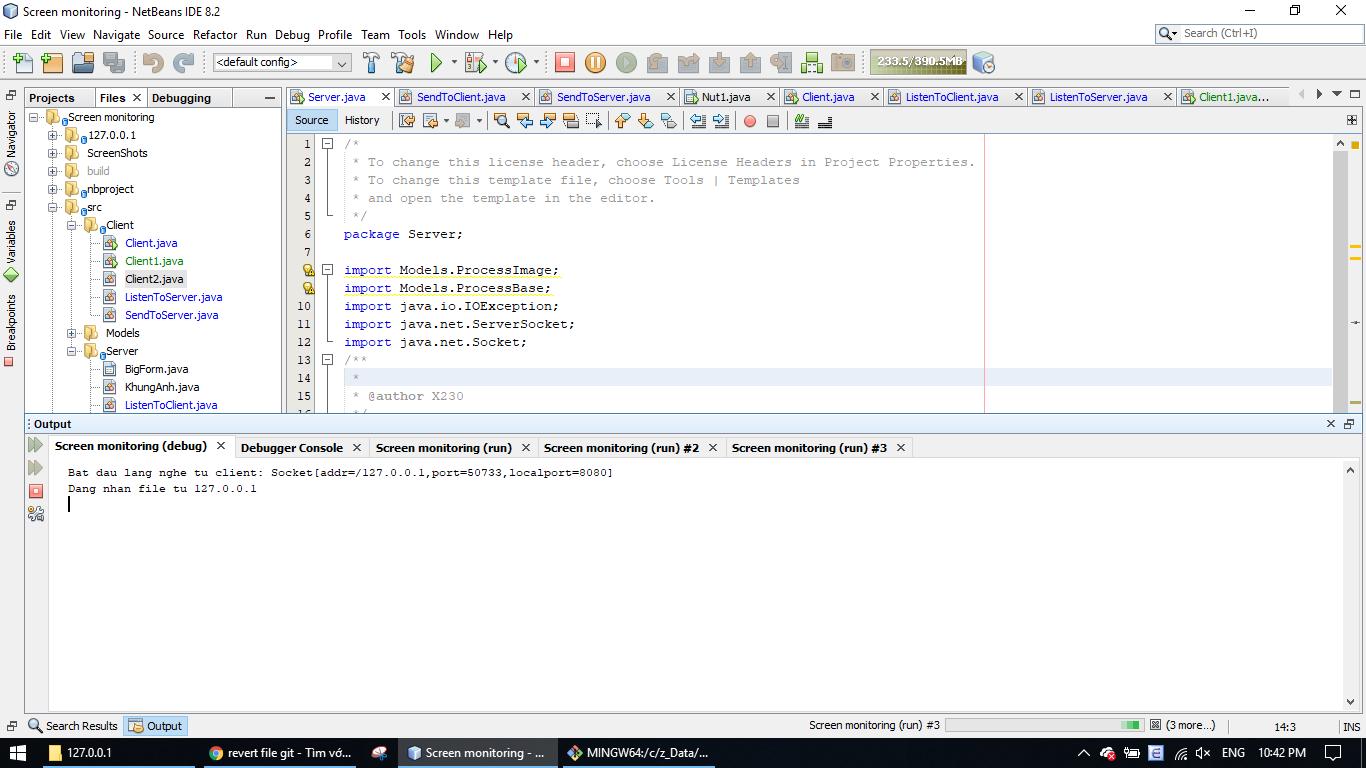 Screen monitoring - NetBeans IDE 8.2
File Edit View Navigate Source Refactor Run Debug Profile Team Tools Window Help
Search (Ctrl+I)
<default config>
233.5/390.5MB
Projects Files Debugging
Server.java SendToClient.java SendToServer.java Nut1.java Client.java ListenToClient.java ListenToServer.java Client1.java...
Navigator
Variables
Breakpoints
Screen monitoring
127.0.0.1
ScreenShots
build
nbproject
src
Client
Client.java
Client1.java
Client2.java
ListenToServer.java
SendToServer.java
Models
Server
BigForm.java
KhungAnh.java
ListenToClient.java
Source History
1 /*
2 * To change this license header, choose License Headers in Project Properties.
3 * To change this template file, choose Tools | Templates
4 * and open the template in the editor.
5 */
6 package Server;
7
import Models.ProcessImage;
import Models.ProcessBase;
10 import java.io.IOException;
11 import java.net.ServerSocket;
12 import java.net.Socket;
13 /**
14 *
15 * @author X230
Output
Screen monitoring (debug) Debugger Console Screen monitoring (run) Screen monitoring (run) #2 Screen monitoring (run) #3
Bat dau lang nghe tu client: Socket[addr=/127.0.0.1,port=50733,localport=8080]
Dang nhan file tu 127.0.0.1
Search Results Output
Screen monitoring (run) #3 (3 more...) 14:3 INS
127.0.0.1 revert file git - Tìm vớ... Screen monitoring - ... MINGW64:/c/z_Data/... ENG 10:42 PM